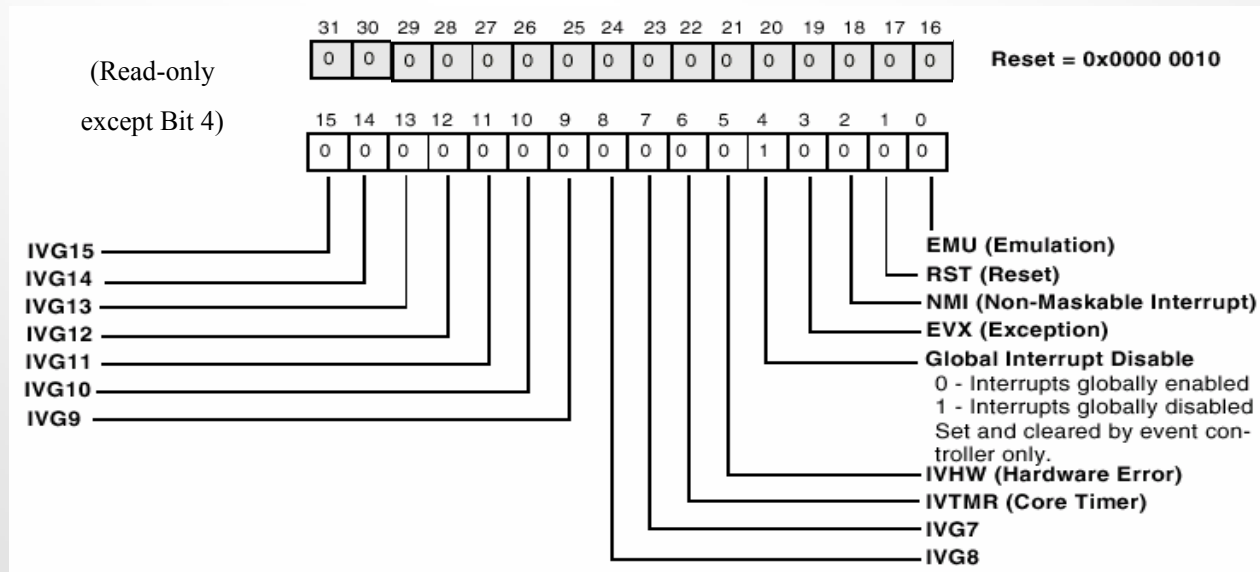 31 30 29 28 27 26 25 24 23 22 21 20 19 18 17 16
0 0 0 0 0 0 0 0 0 0 0 0 0 0 0 0
Reset = 0x0000 0010
(Read-only
except Bit 4)
15 14 13 12 11 10 9 8 7 6 5 4 3 2 1 0
0 0 0 0 0 0 0 0 0 0 0 1 0 0 0 0
IVG15
IVG14
IVG13
IVG12
IVG11
IVG10
IVG9
EMU (Emulation)
RST (Reset)
NMI (Non-Maskable Interrupt)
EVX (Exception)
Global Interrupt Disable
0 - Interrupts globally enabled
1 - Interrupts globally disabled
Set and cleared by event con-
troller only.
IVHW (Hardware Error)
IVTMR (Core Timer)
IVG7
IVG8